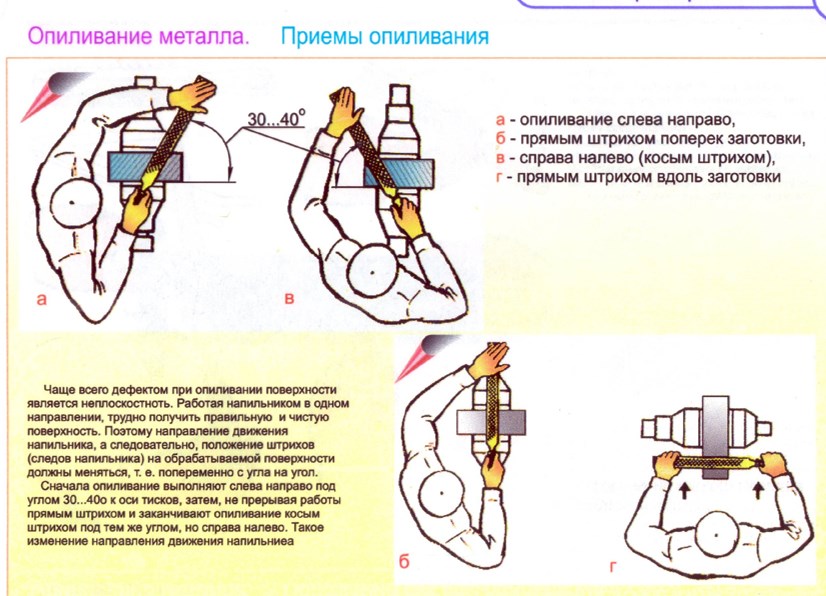 Опиливание металла. Приемы опиливания
30...40°
а - опиливание слева направо,
б - прямым штрихом поперек заготовки,
в - справа налево (косым штрихом),
г - прямым штрихом вдоль заготовки
а
в
Чаще всего дефектом при опиливании поверхности
является неплоскостноть. Работая напильником в одном
направлении, трудно получить правильную и чистую
поверхность. Поэтому направление движения
напильника, а следовательно, положение штрихов
(следов напильника) на обрабатываемой поверхности
должны меняться, т. е. попеременно с угла на угол.
Сначала опиливание выполняют слева направо под
углом 30...40о к оси тисков, затем, не прерывая работы
прямым штрихом и заканчивают опиливание косым
штрихом под тем же углом, но справа налево. Такое
изменение направления движения напильниеа
б
г